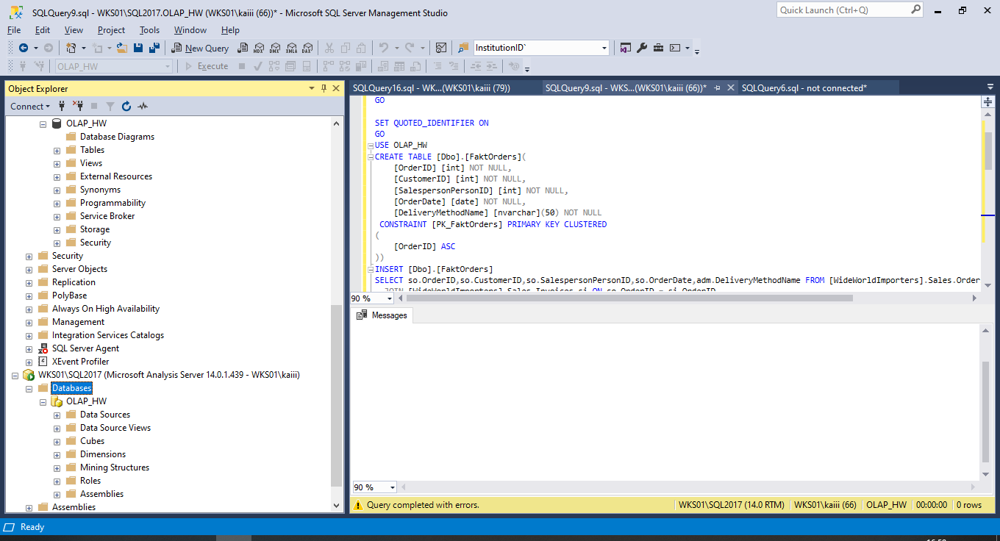 SQLQuery9.sql - WKS01\SQL2017.OLAP_HW (WKS01\kaiii (66))* - Microsoft SQL Server Management Studio
Quick Launch (Ctrl+Q)
File Edit View Project Tools Window Help
New Query
MDX DMX XMLA DAX
InstitutionID`
OLAP_HW
Execute
Object Explorer
Connect
OLAP_HW
Database Diagrams
Tables
Views
External Resources
Synonyms
Programmability
Service Broker
Storage
Security
Security
Server Objects
Replication
PolyBase
Always On High Availability
Management
Integration Services Catalogs
SQL Server Agent
XEvent Profiler
WKS01\SQL2017 (Microsoft Analysis Server 14.0.1.439 - WKS01\kaiii)
Databases
OLAP_HW
Data Sources
Data Source Views
Cubes
Dimensions
Mining Structures
Roles
Assemblies
Assemblies
SQLQuery16.sql - WK...(WKS01\kaiii (79)) SQLQuery9.sql - WKS...(WKS01\kaiii (66))* SQLQuery6.sql - not connected*
GO
SET QUOTED_IDENTIFIER ON
GO
USE OLAP_HW
CREATE TABLE [Dbo].[FaktOrders](
[OrderID] [int] NOT NULL,
[CustomerID] [int] NOT NULL,
[SalespersonPersonID] [int] NOT NULL,
[OrderDate] [date] NOT NULL,
[DeliveryMethodName] [nvarchar](50) NOT NULL
CONSTRAINT [PK_FaktOrders] PRIMARY KEY CLUSTERED
(
[OrderID] ASC
))
INSERT [Dbo].[FaktOrders]
SELECT so.OrderID,so.CustomerID,so.SalespersonPersonID,so.OrderDate,adm.DeliveryMethodName FROM [WideWorldImporters].Sales.Order
JOIN [WideWorldImporters].Sales.Invoices si ON so.OrderID = si.OrderID
90 %
Messages
90 %
Query completed with errors.
WKS01\SQL2017 (14.0 RTM) WKS01\kaiii (66) OLAP_HW 00:00:00 0 rows
Ready